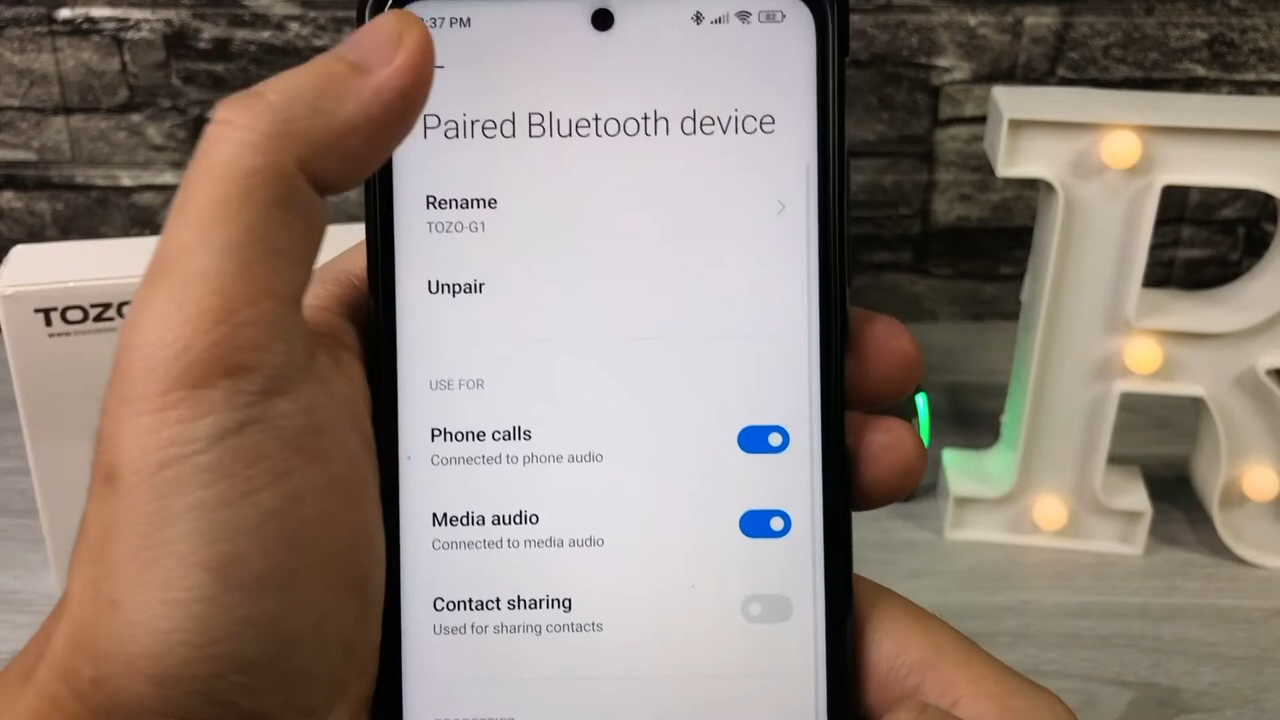 :37 PM
82
Paired Bluetooth device
Rename
TOZO-G1
Unpair
USE FOR
Phone calls
Connected to phone audio
Media audio
Connected to media audio
Contact sharing
Used for sharing contacts
TOZO
R